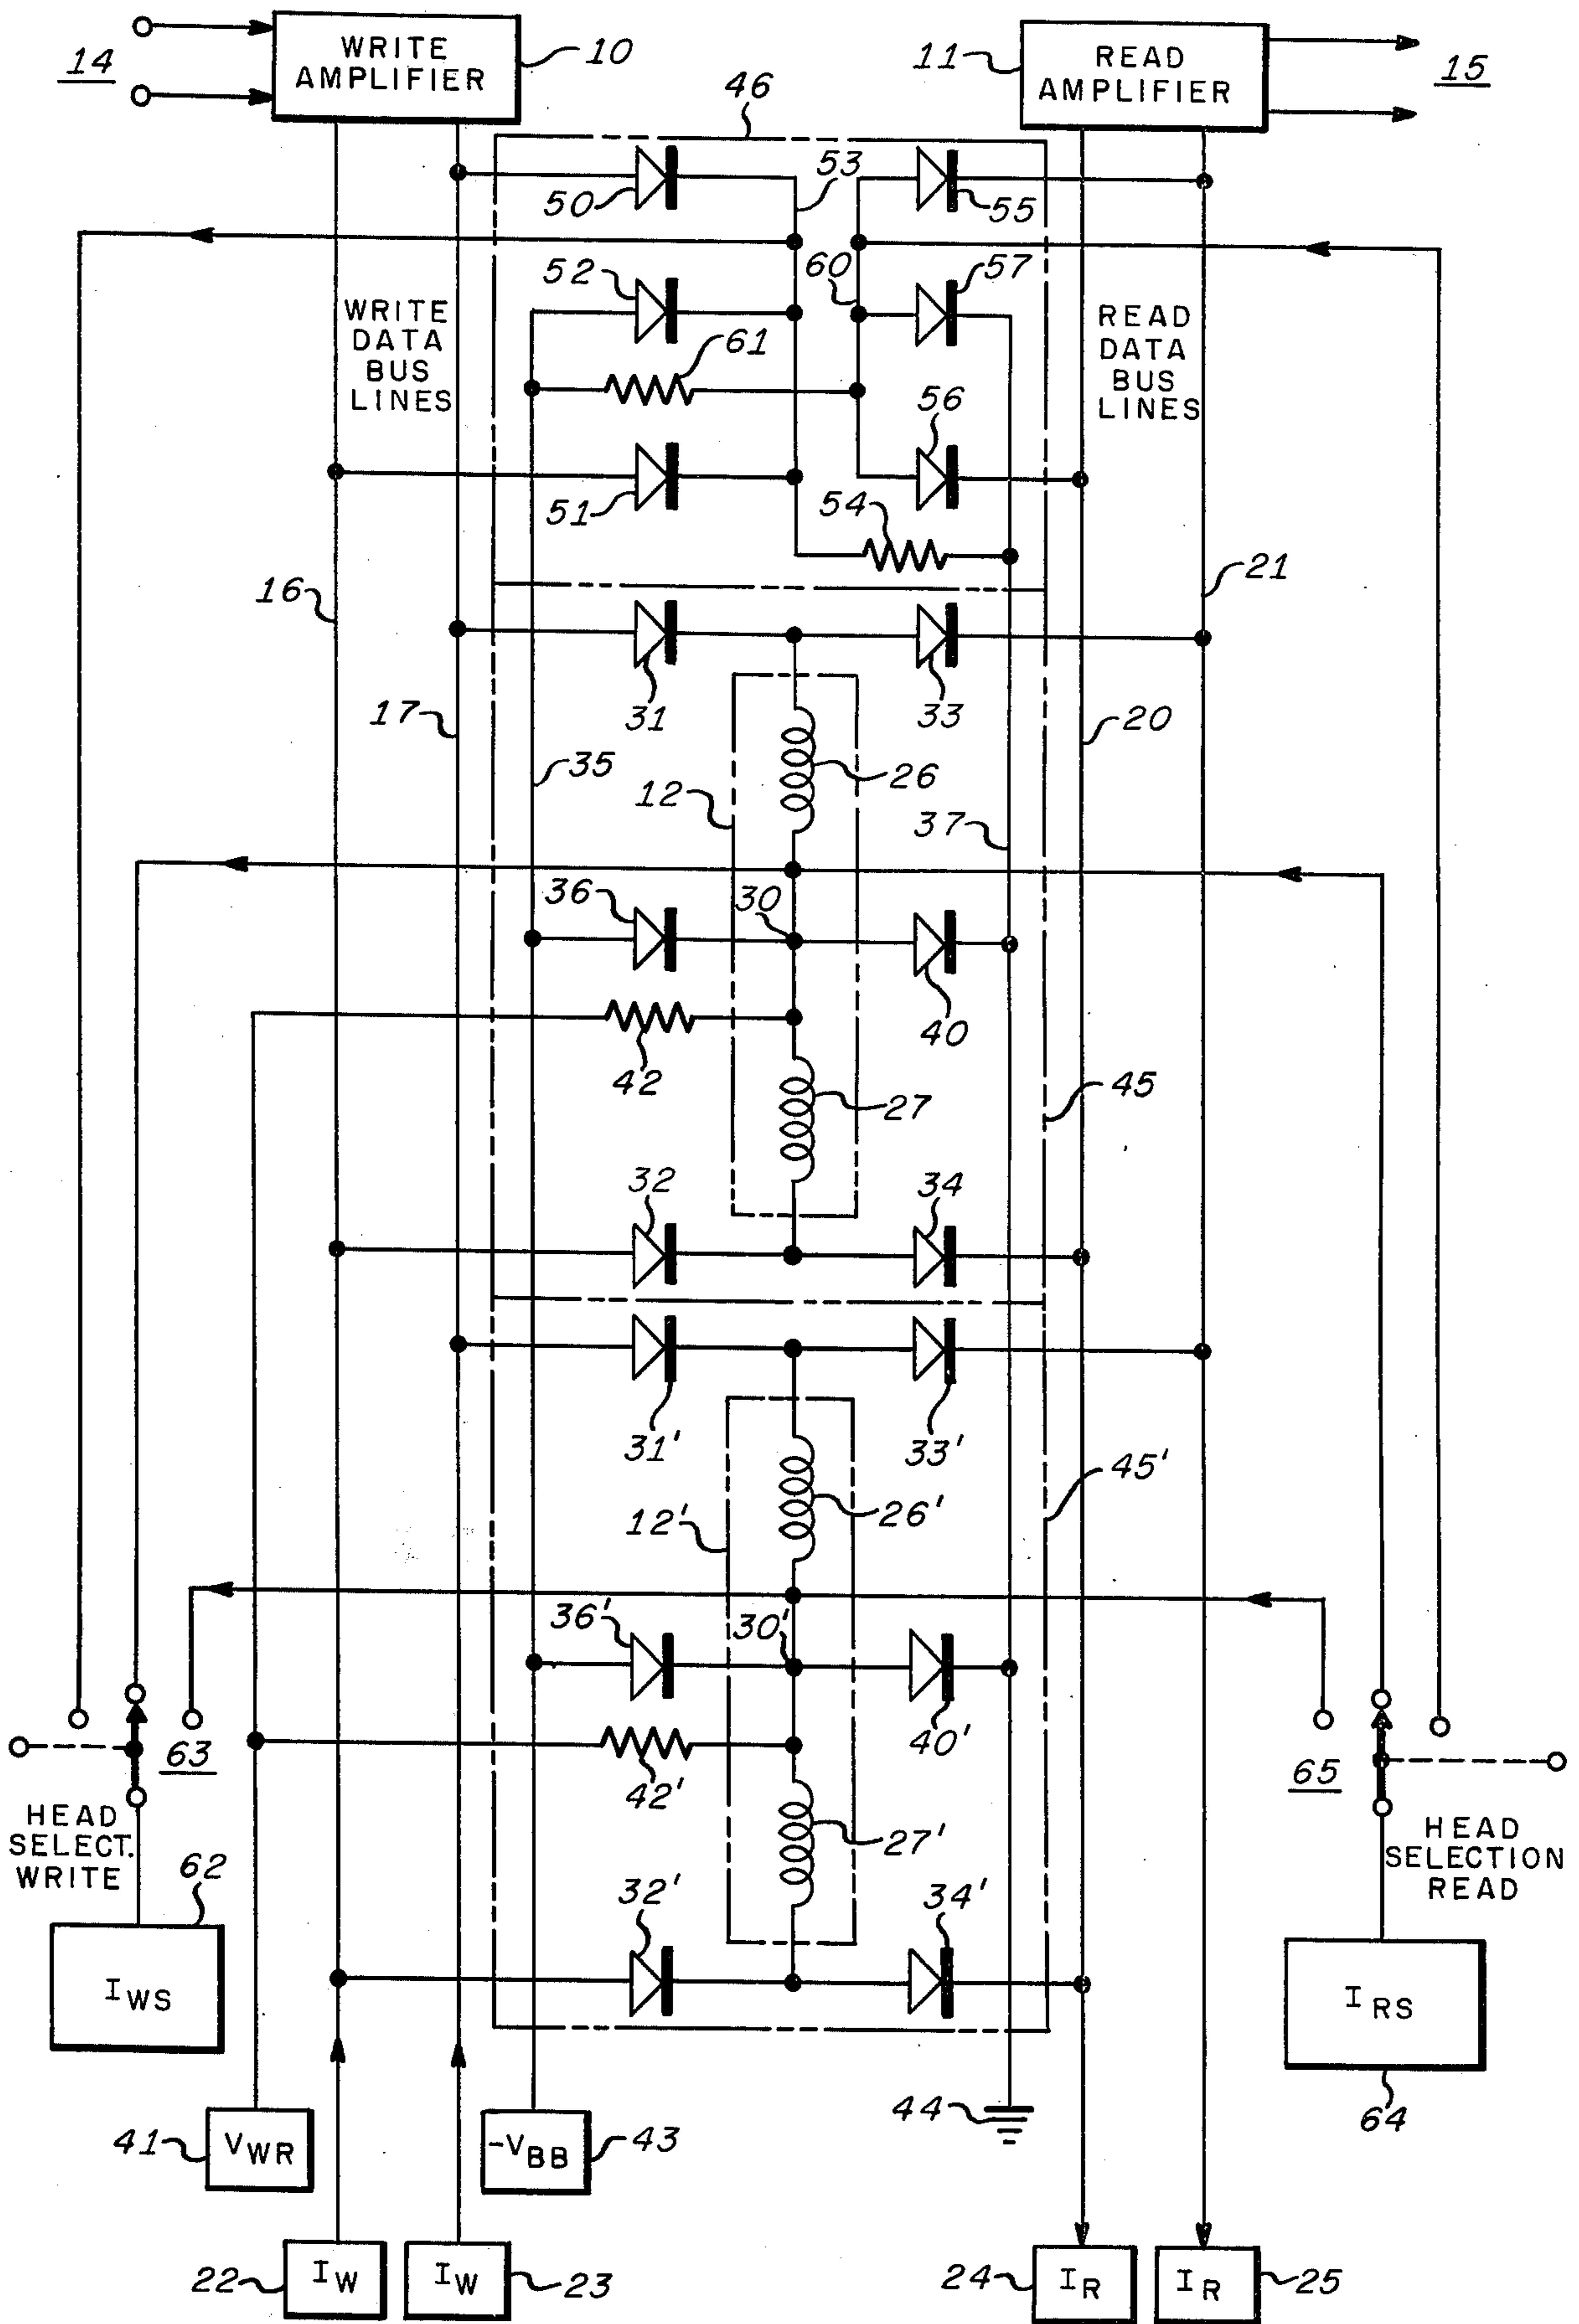 14
WRITE
AMPLIFIER
10
11
READ
AMPLIFIER
15
46
50
53
55
52
60
57
WRITE
DATA
BUS
LINES
61
READ
DATA
BUS
LINES
56
51
54
16
21
31
33
17
35
12
26
20
37
36
30
40
42
45
27
32
34
31'
33'
12'
26'
45'
36'
30'
40'
63
42'
65
HEAD
SELECT.
WRITE
27'
HEAD
SELECTION
READ
62
32'
34'
IWS
IRS
44
64
41
VWR
-VBB
43
22
IW
IW
23
24
IR
IR
25